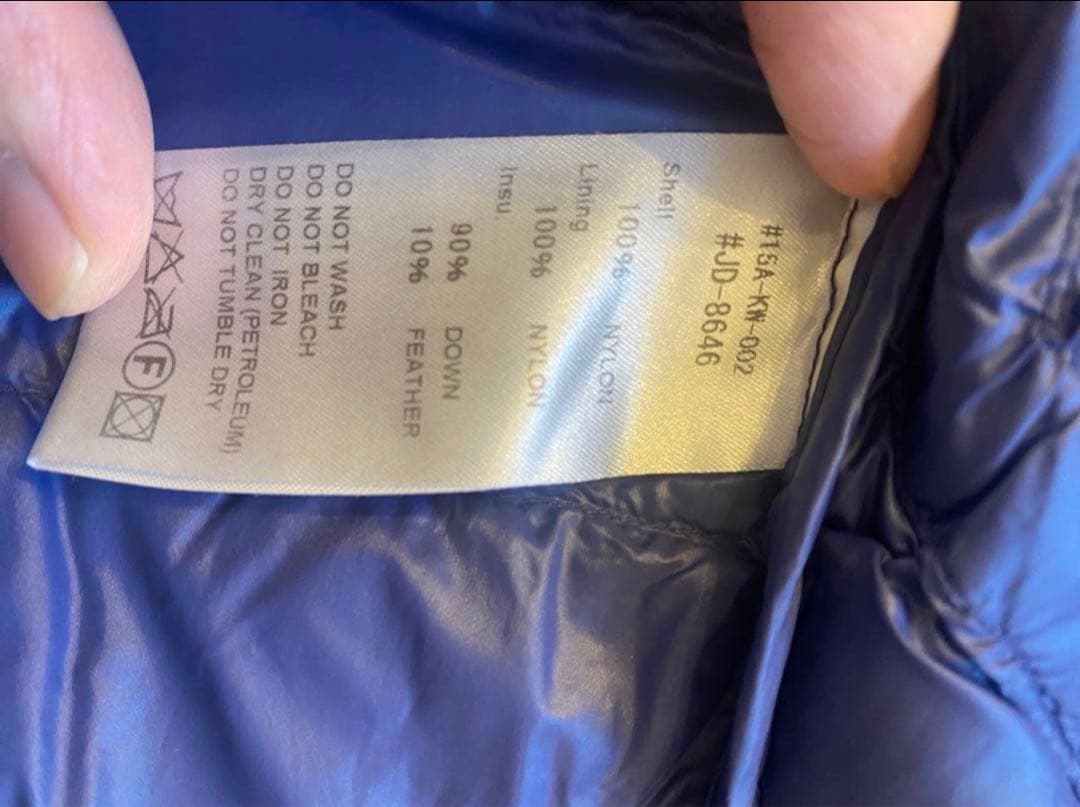 #1SA-KW-002
#JD-8646
Shell
100% NYLON
Lining
100% NYLON
Insu.
90% DOWN
10% FEATHER
DO NOT WASH
DO NOT BLEACH
DO NOT IRON
DRY CLEAN (PETROLEUM)
DO NOT TUMBLE DRY
F